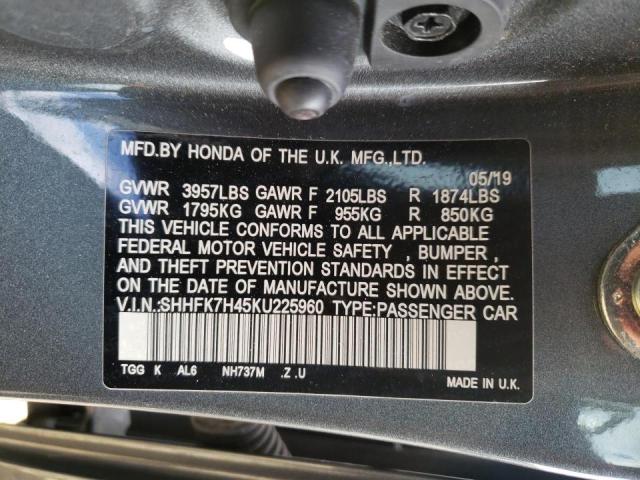 MFD.BY HONDA OF THE U.K. MFG.,LTD.
05/19
GVWR 3957LBS GAWR F 2105LBS R 1874LBS
GVWR 1795KG GAWR F 955KG R 850KG
THIS VEHICLE CONFORMS TO ALL APPLICABLE
FEDERAL MOTOR VEHICLE SAFETY , BUMPER ,
AND THEFT PREVENTION STANDARDS IN EFFECT
ON THE DATE OF MANUFACTURE SHOWN ABOVE.
V.I.N.:SHHFK7H45KU225960 TYPE:PASSENGER CAR
TGG K AL6 NH737M .Z .U
MADE IN U.K.